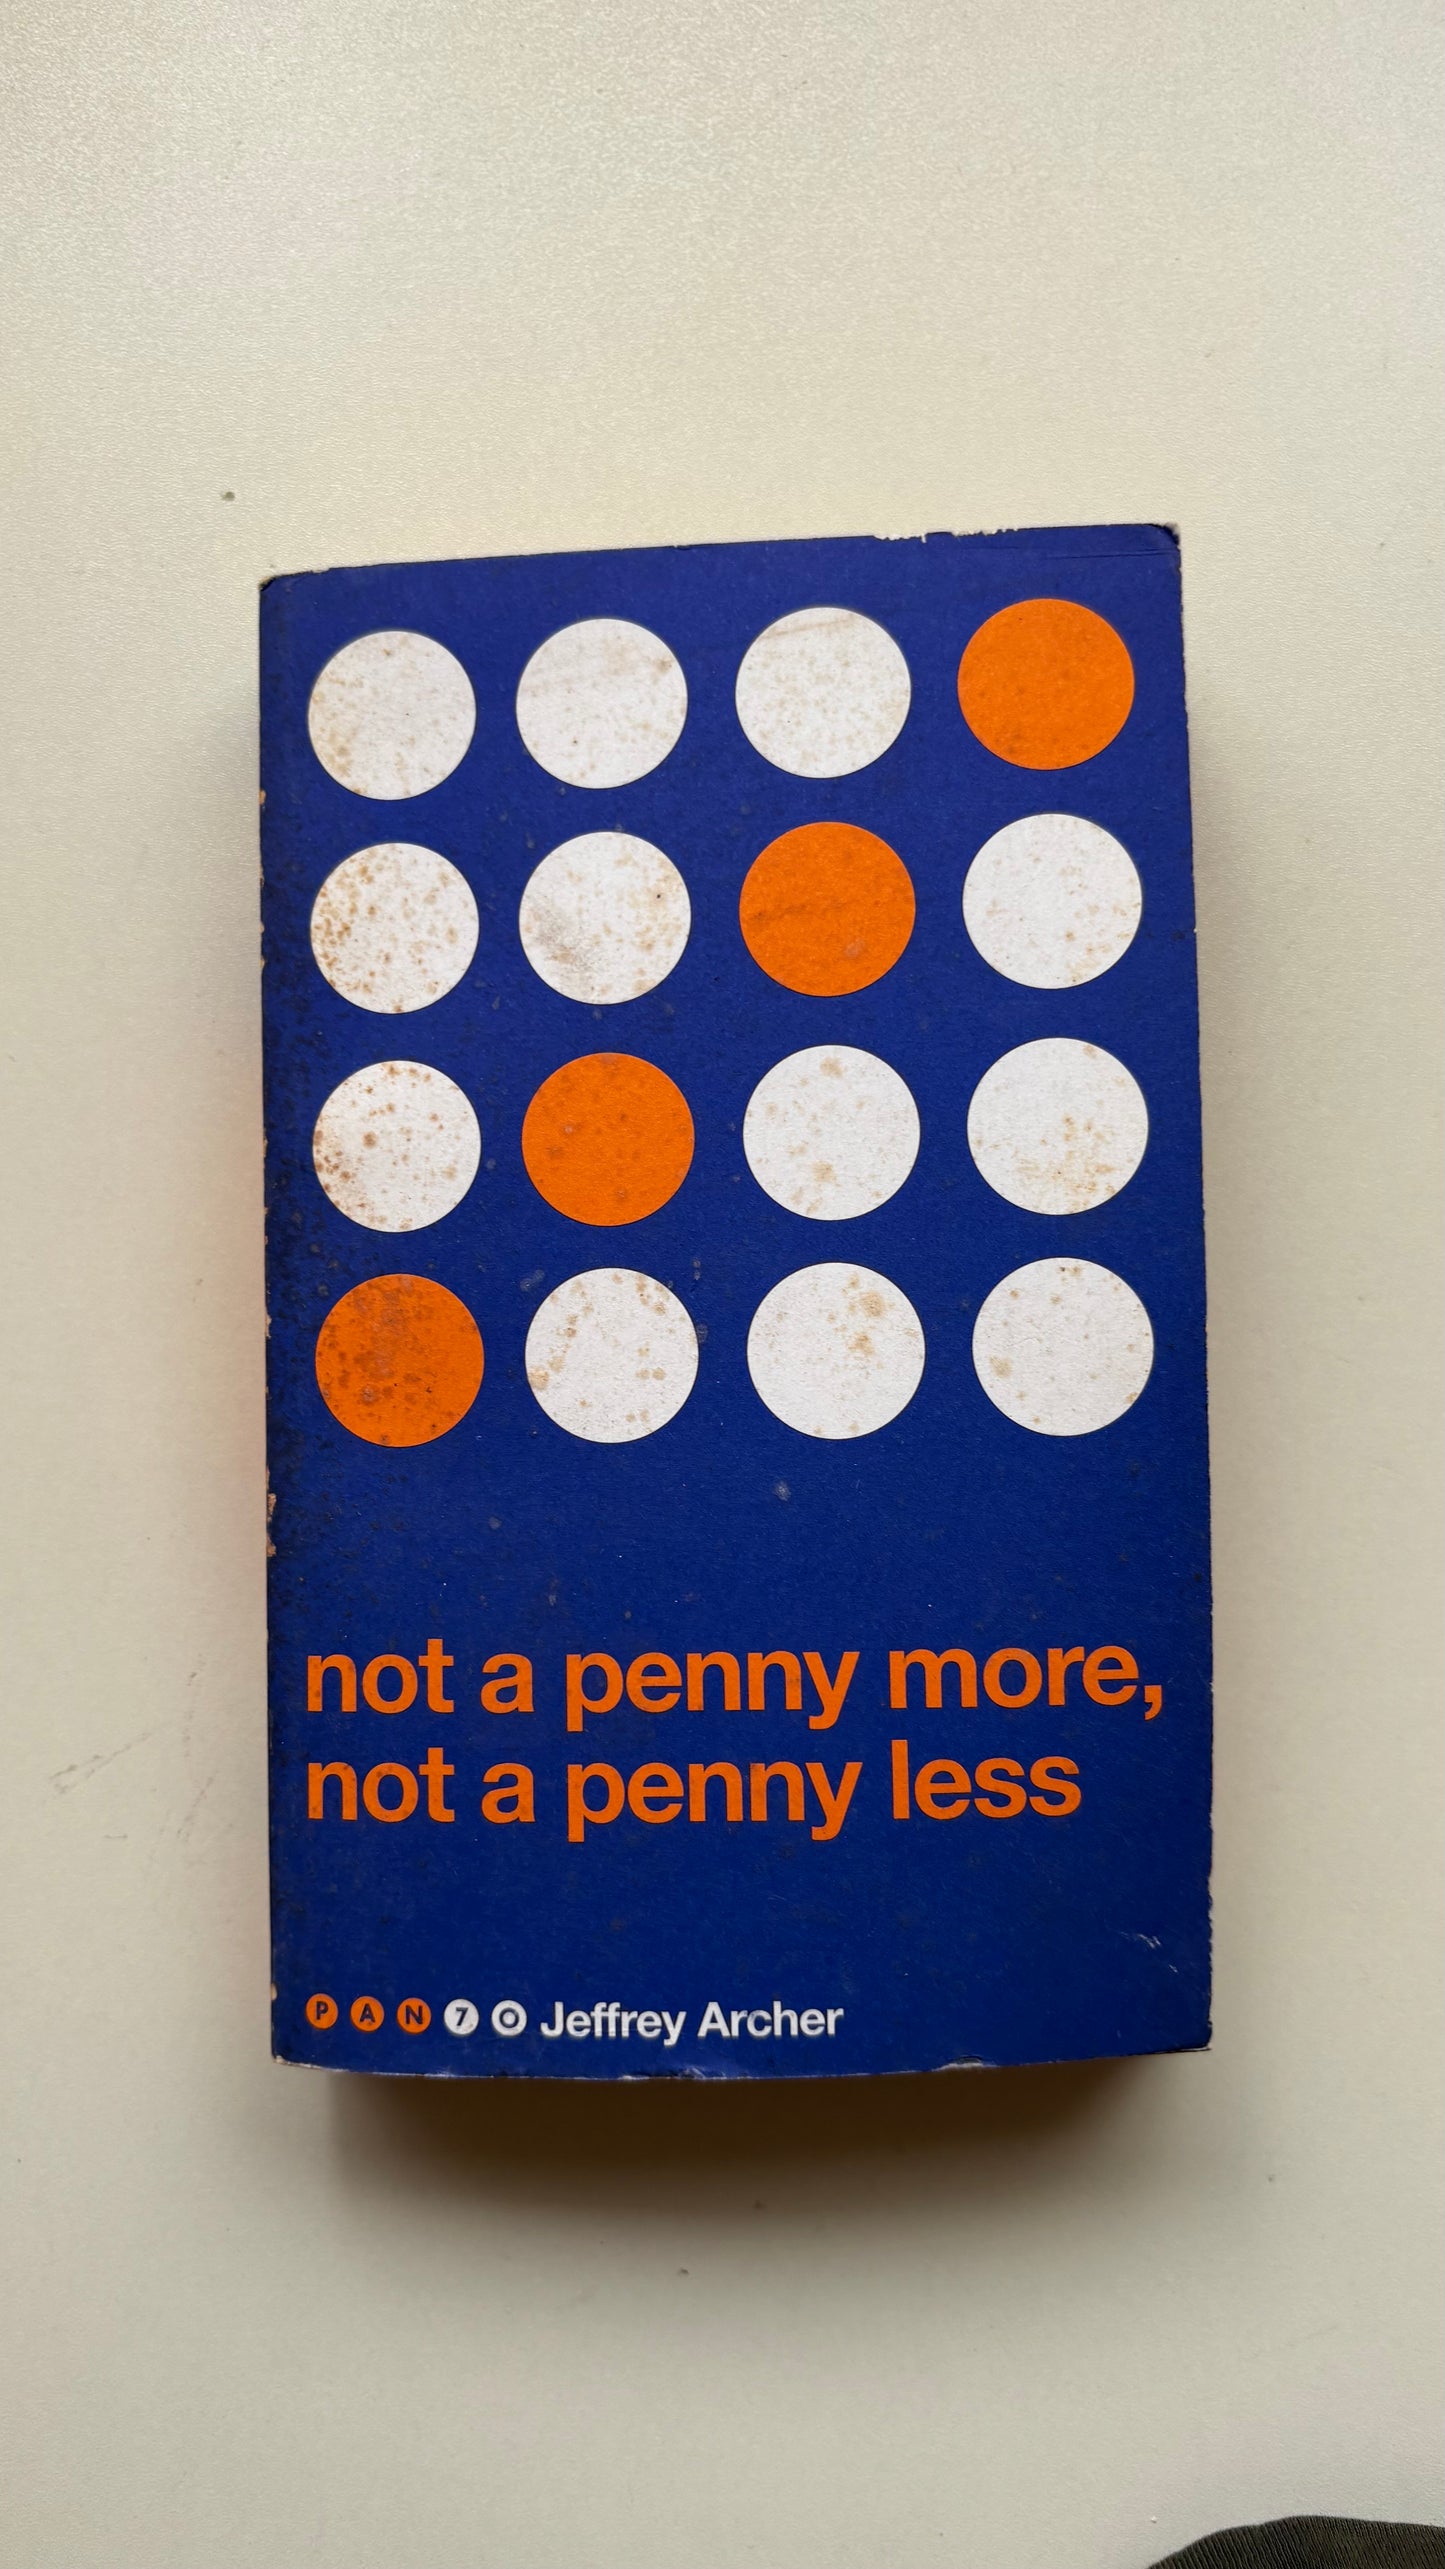 not a penny more,
not a penny less
PAN70 Jeffrey Archer